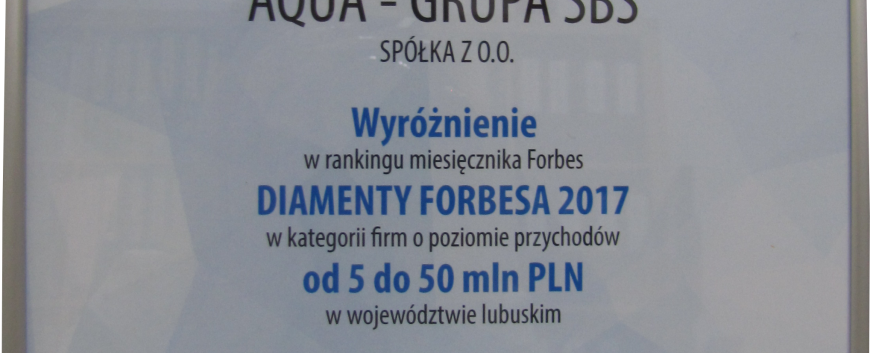 AQUA - GRUPA SBS
SPÓŁKA Z O.O.
Wyróżnienie
w rankingu miesięcznika Forbes
DIAMENTY FORBESA 2017
w kategorii firm o poziomie przychodów
od 5 do 50 mln PLN
w województwie lubuskim